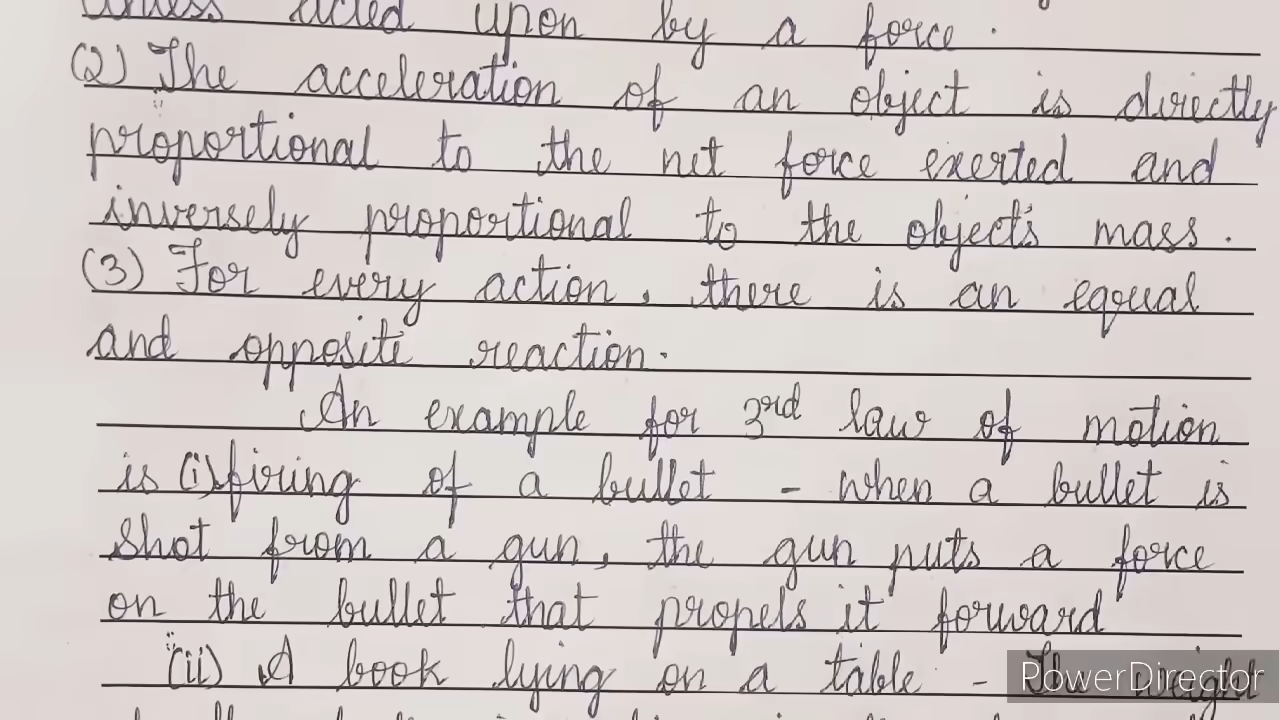 unless acted upon by a force.
(2) The acceleration of an object is directly
proportional to the net force exerted and
inversely proportional to the object's mass.
(3) For every action, there is an equal
and opposite reaction.
An example for 3rd law of motion
is (i) firing of a bullet - when a bullet is
shot from a gun, the gun puts a force
on the bullet that propels it forward
(ii) A book lying on a table - The weight
PowerDirector